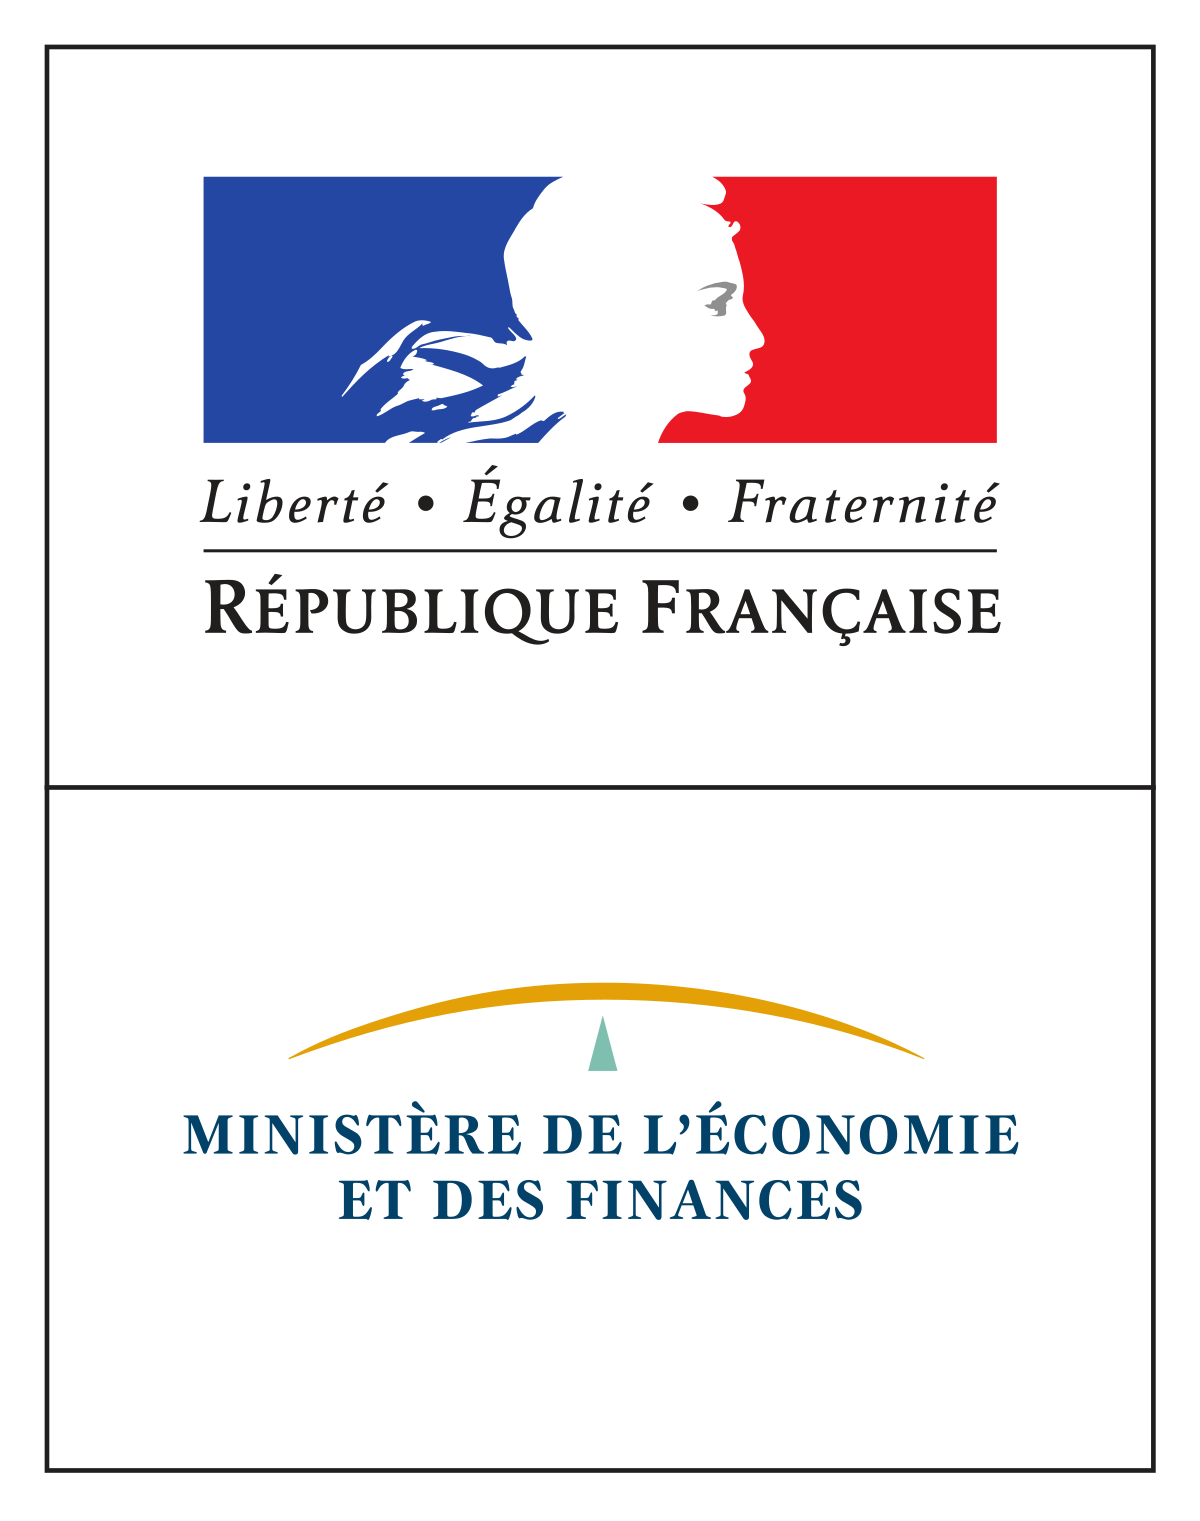 Liberté • Égalité • Fraternité
RÉPUBLIQUE FRANÇAISE
MINISTÈRE DE L’ÉCONOMIE
ET DES FINANCES